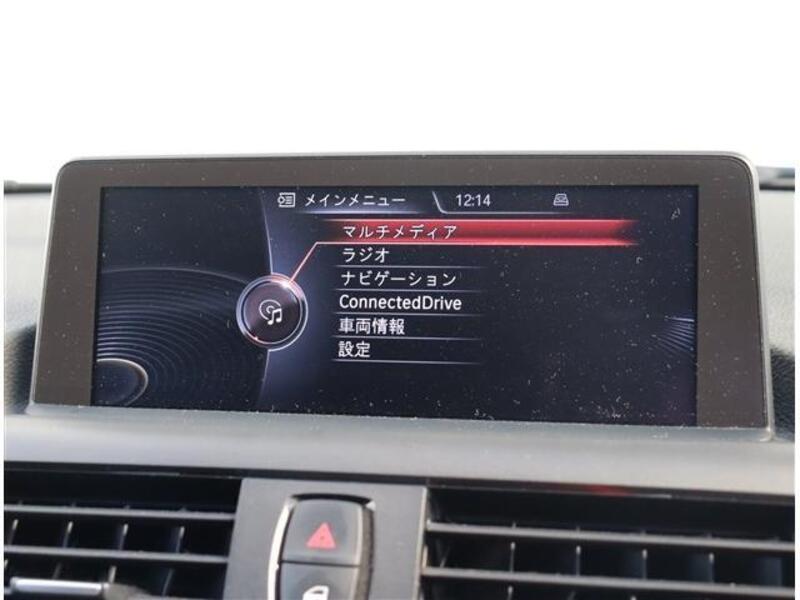 メインメニュー 12:14
マルチメディア
ラジオ
ナビゲーション
ConnectedDrive
車両情報
設定